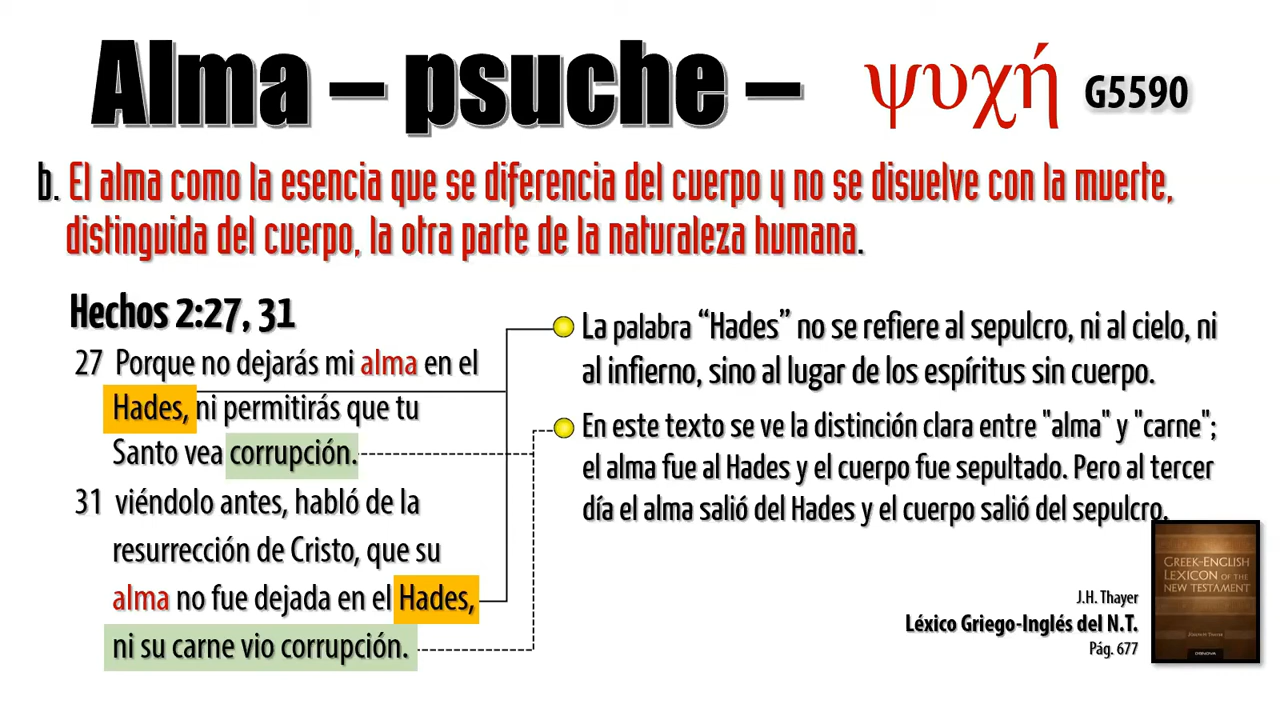 Alma – psuche – ψυχή G5590
b. El alma como la esencia que se diferencia del cuerpo y no se disuelve con la muerte,
distinguida del cuerpo, la otra parte de la naturaleza humana.
Hechos 2:27, 31
27 Porque no dejarás mi alma en el
Hades, ni permitirás que tu
Santo vea corrupción.
31 viéndolo antes, habló de la
resurrección de Cristo, que su
alma no fue dejada en el Hades,
ni su carne vio corrupción.
La palabra “Hades” no se refiere al sepulcro, ni al cielo, ni
al infierno, sino al lugar de los espíritus sin cuerpo.
En este texto se ve la distinción clara entre "alma" y "carne";
el alma fue al Hades y el cuerpo fue sepultado. Pero al tercer
día el alma salió del Hades y el cuerpo salió del sepulcro.
J.H. Thayer
Léxico Griego-Inglés del N.T.
Pág. 677
GREEK-ENGLISH
LEXICON OF THE
NEW TESTAMENT